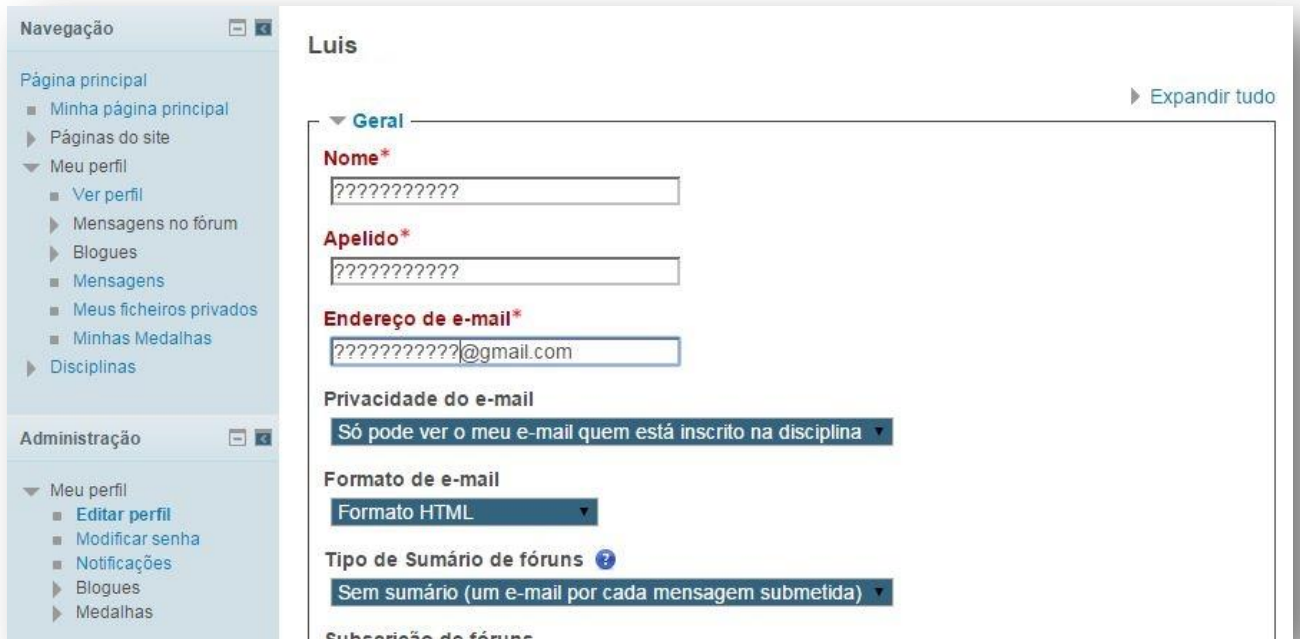 Navegação
Página principal
Minha página principal
Páginas do site
Meu perfil
Ver perfil
Mensagens no fórum
Blogues
Mensagens
Meus ficheiros privados
Minhas Medalhas
Disciplinas
Administração
Meu perfil
Editar perfil
Modificar senha
Notificações
Blogues
Medalhas
Luis
Expandir tudo
Geral
Nome*
???????????
Apelido*
???????????
Endereço de e-mail*
???????????@gmail.com
Privacidade do e-mail
Só pode ver o meu e-mail quem está inscrito na disciplina
Formato de e-mail
Formato HTML
Tipo de Sumário de fóruns
Sem sumário (um e-mail por cada mensagem submetida)
Subscrição de fóruns